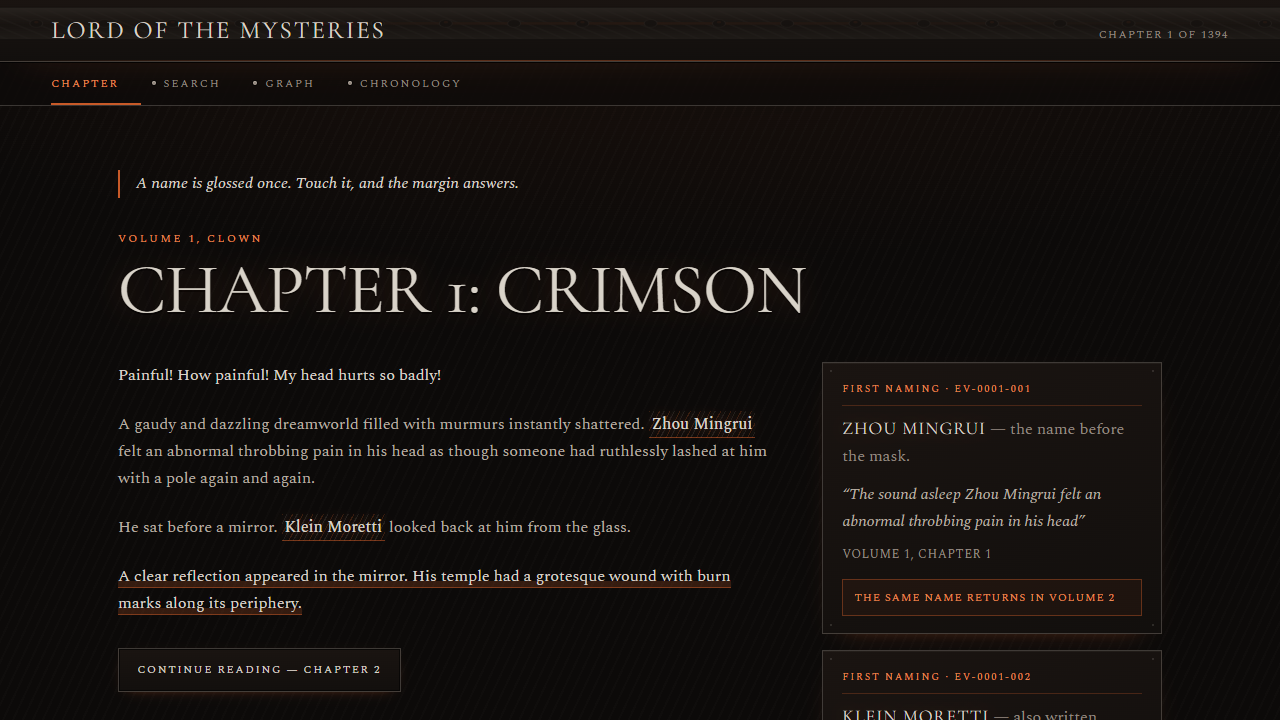 LORD OF THE MYSTERIES
CHAPTER 1 OF 1394
CHAPTER
SEARCH
GRAPH
CHRONOLOGY
A name is glossed once. Touch it, and the margin answers.
VOLUME 1, CLOWN
CHAPTER 1: CRIMSON
Painful! How painful! My head hurts so badly!
A gaudy and dazzling dreamworld filled with murmurs instantly shattered. Zhou Mingrui
felt an abnormal throbbing pain in his head as though someone had ruthlessly lashed at him
with a pole again and again.
He sat before a mirror. Klein Moretti looked back at him from the glass.
A clear reflection appeared in the mirror. His temple had a grotesque wound with burn
marks along its periphery.
CONTINUE READING — CHAPTER 2
FIRST NAMING · EV-0001-001
ZHOU MINGRUI — the name before
the mask.
“The sound asleep Zhou Mingrui felt an
abnormal throbbing pain in his head”
VOLUME 1, CHAPTER 1
THE SAME NAME RETURNS IN VOLUME 2
FIRST NAMING · EV-0001-002
KLEIN MORETTI — also written